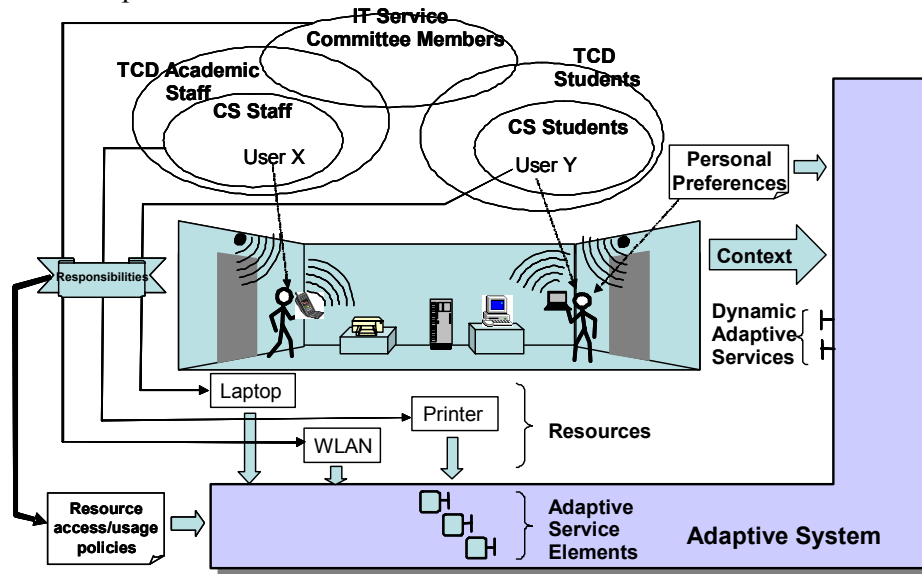 IT Service
Committee Members
TCD Academic
Staff
TCD
Students
CS Staff
CS Students
User X
User Y
Personal
Preferences
Context
Responsibilities
Dynamic
Adaptive
Services
Laptop
Printer
WLAN
Resources
Resource
access/usage
policies
Adaptive
Service
Elements
Adaptive System